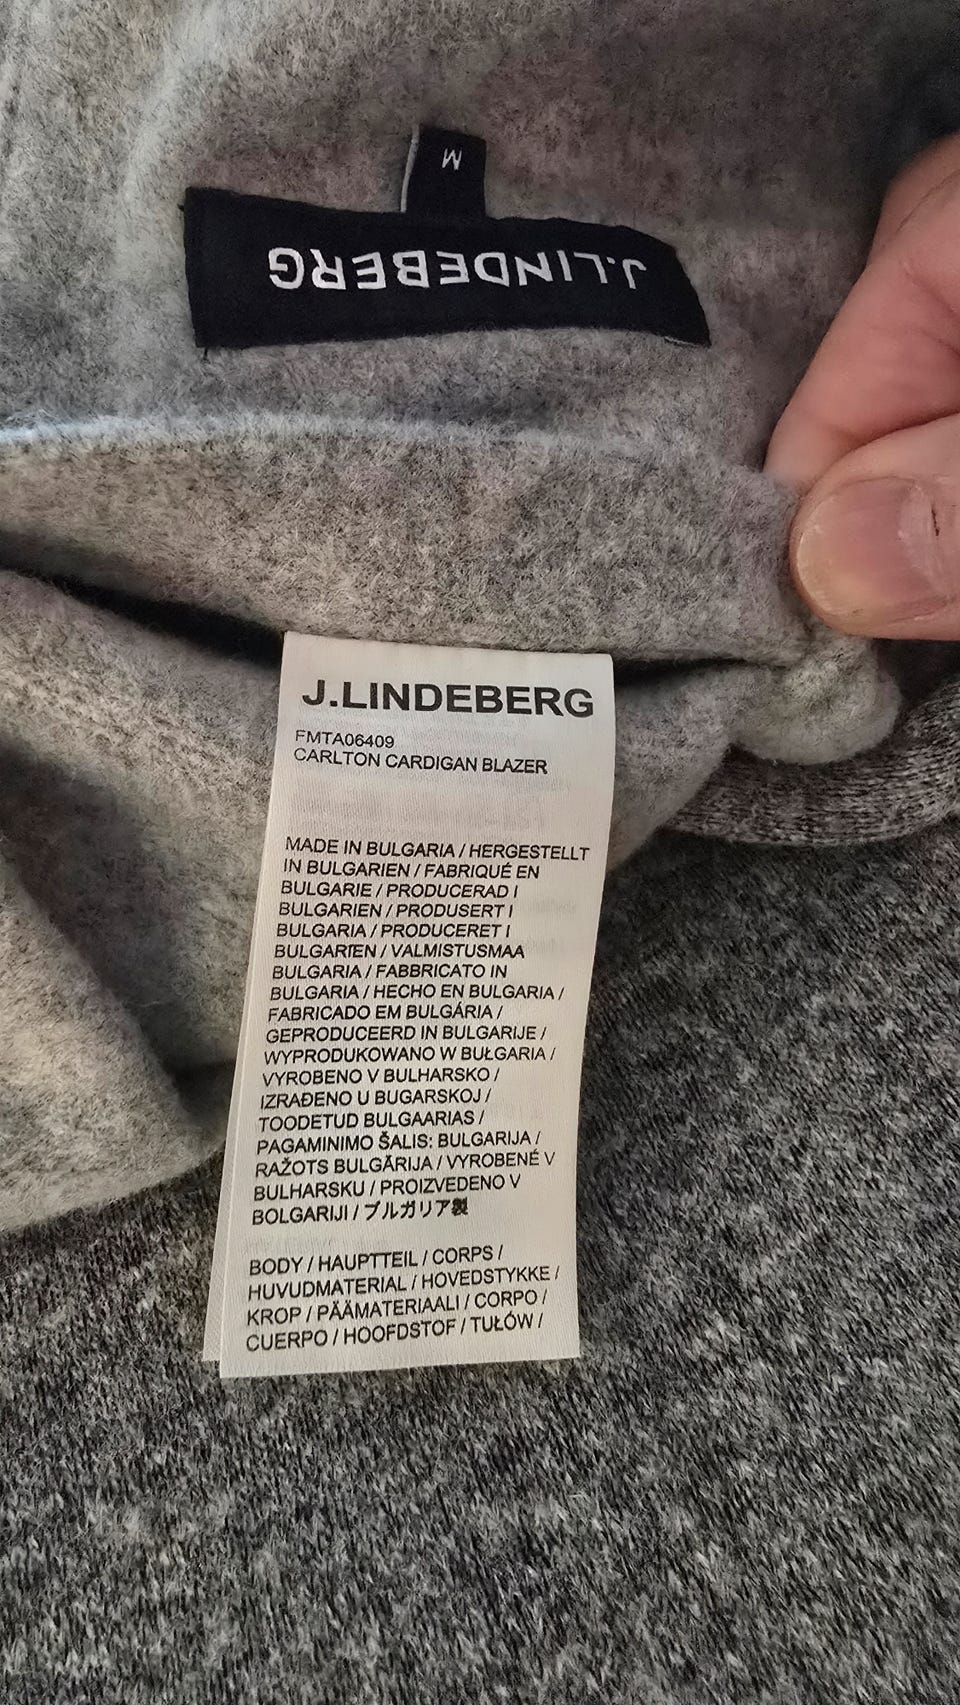 M
J.LINDEBERG
J.LINDEBERG
FMTA06409
CARLTON CARDIGAN BLAZER
MADE IN BULGARIA / HERGESTELLT
IN BULGARIEN / FABRIQUÉ EN
BULGARIE / PRODUCERAD I
BULGARIEN / PRODUSERT I
BULGARIA / PRODUCERET I
BULGARIEN / VALMISTUSMAA
BULGARIA / FABBRICATO IN
BULGARIA / HECHO EN BULGARIA /
FABRICADO EM BULGÁRIA /
GEPRODUCEERD IN BULGARIJE /
WYPRODUKOWANO W BUŁGARIA /
VYROBENO V BULHARSKO /
IZRAĐENO U BUGARSKOJ /
TOODETUD BULGAARIAS /
PAGAMINIMO ŠALIS: BULGARIJA /
RAŽOTS BULGĀRIJA / VYROBENÉ V
BULHARSKU / PROIZVEDENO V
BOLGARIJI / ブルガリア製
BODY / HAUPTTEIL / CORPS /
HUVUDMATERIAL / HOVEDSTYKKE /
KROP / PÄÄMATERIAALI / CORPO /
CUERPO / HOOFDSTOF / TUŁÓW /